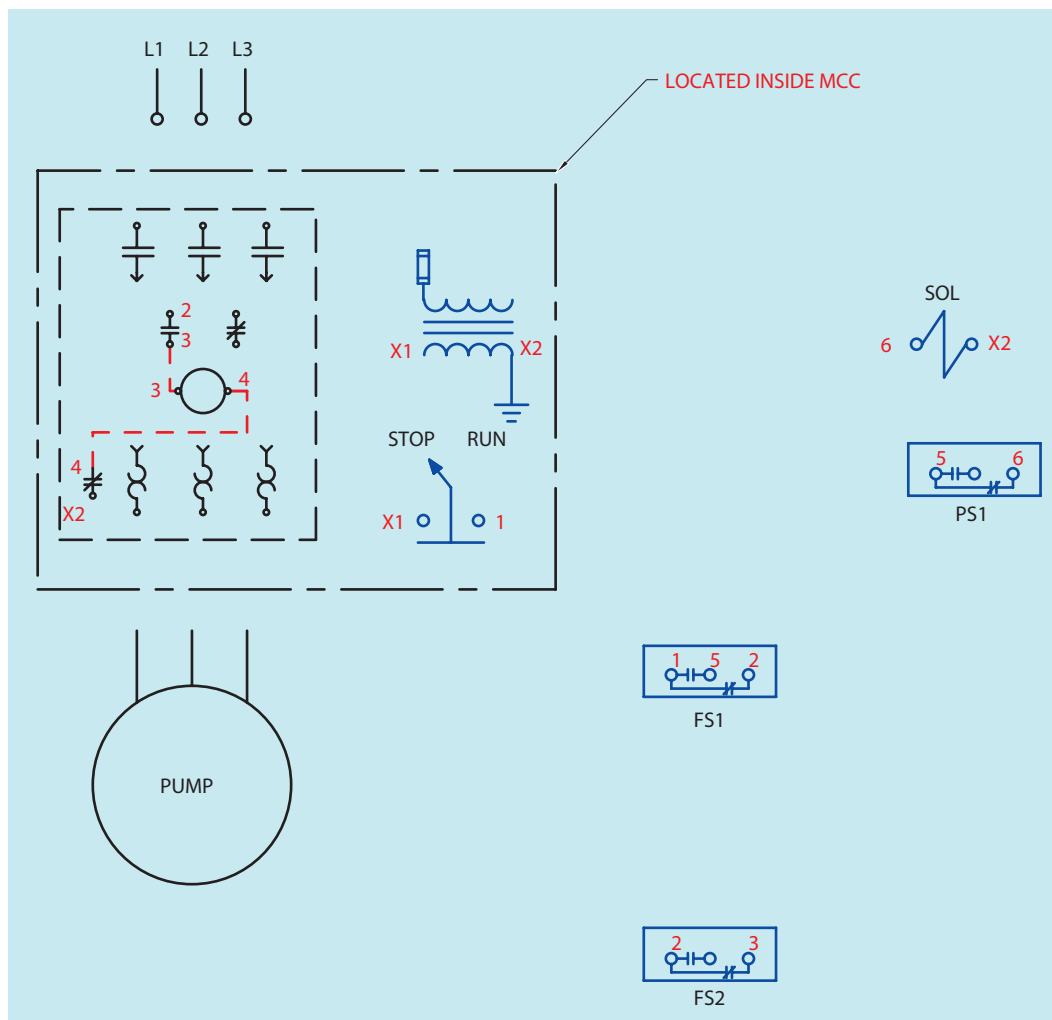 L1 L2 L3
LOCATED INSIDE MCC
2
3
3 4
4
X2
X1 X2
STOP RUN
X1 1
SOL
6 X2
5 6
PS1
1 5 2
FS1
PUMP
2 3
FS2